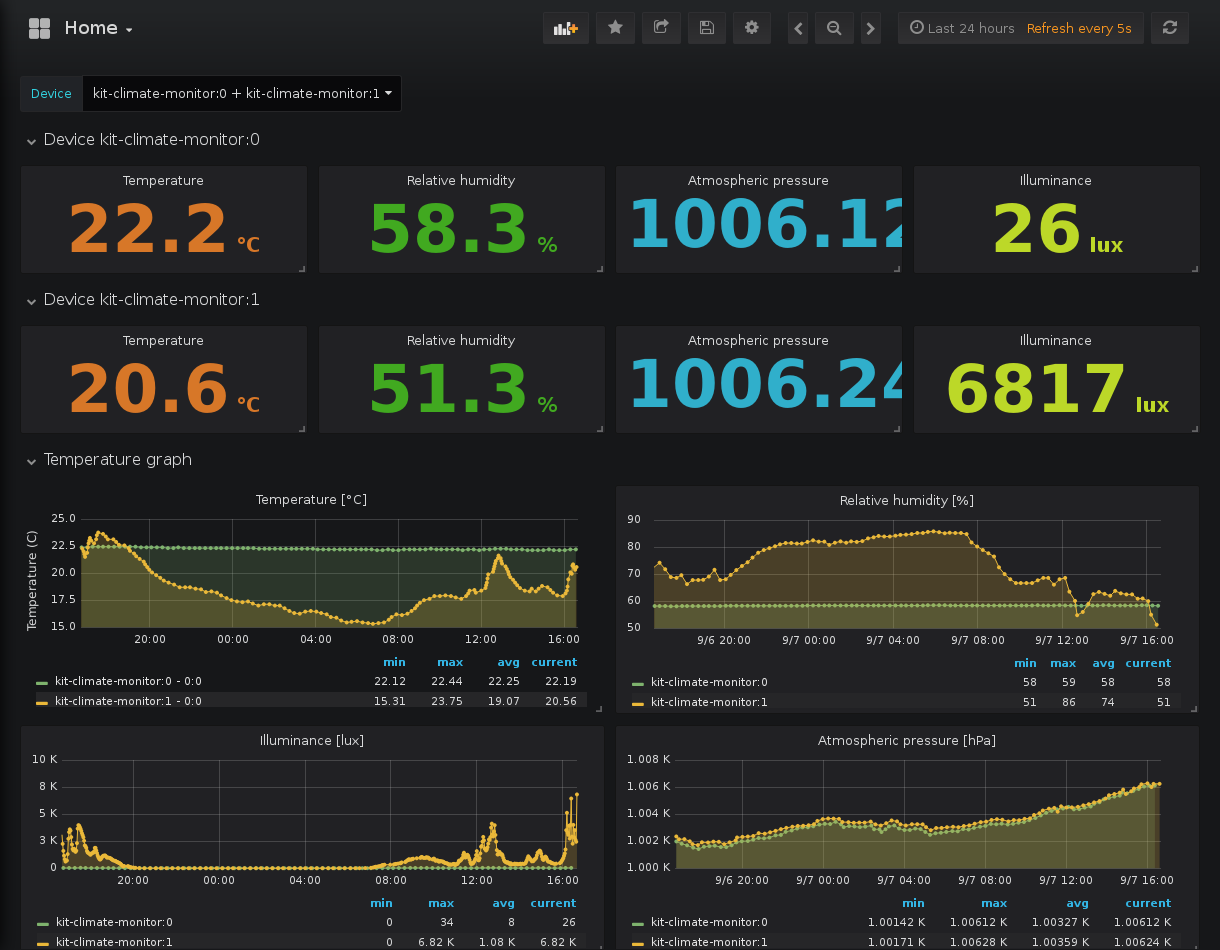 Home
Last 24 hours Refresh every 5s
Device kit-climate-monitor:0 + kit-climate-monitor:1
Device kit-climate-monitor:0
Temperature Relative humidity Atmospheric pressure Illuminance
22.2 °C 58.3 % 1006.12 26 lux
Device kit-climate-monitor:1
Temperature Relative humidity Atmospheric pressure Illuminance
20.6 °C 51.3 % 1006.24 6817 lux
Temperature graph
Temperature [°C]
Temperature (C)
25.0
22.5
20.0
17.5
15.0
20:00 00:00 04:00 08:00 12:00 16:00
min max avg current
kit-climate-monitor:0 - 0:0 22.12 22.44 22.25 22.19
kit-climate-monitor:1 - 0:0 15.31 23.75 19.07 20.56
Relative humidity [%]
90
80
70
60
50
9/6 20:00 9/7 00:00 9/7 04:00 9/7 08:00 9/7 12:00 9/7 16:00
min max avg current
kit-climate-monitor:0 58 59 58 58
kit-climate-monitor:1 51 86 74 51
Illuminance [lux]
10 K
8 K
5 K
3 K
0
20:00 00:00 04:00 08:00 12:00 16:00
min max avg current
kit-climate-monitor:0 0 34 8 26
kit-climate-monitor:1 0 6.82 K 1.08 K 6.82 K
Atmospheric pressure [hPa]
1.008 K
1.006 K
1.004 K
1.002 K
1.000 K
9/6 20:00 9/7 00:00 9/7 04:00 9/7 08:00 9/7 12:00 9/7 16:00
min max avg current
kit-climate-monitor:0 1.00142 K 1.00612 K 1.00327 K 1.00612 K
kit-climate-monitor:1 1.00171 K 1.00628 K 1.00359 K 1.00624 K